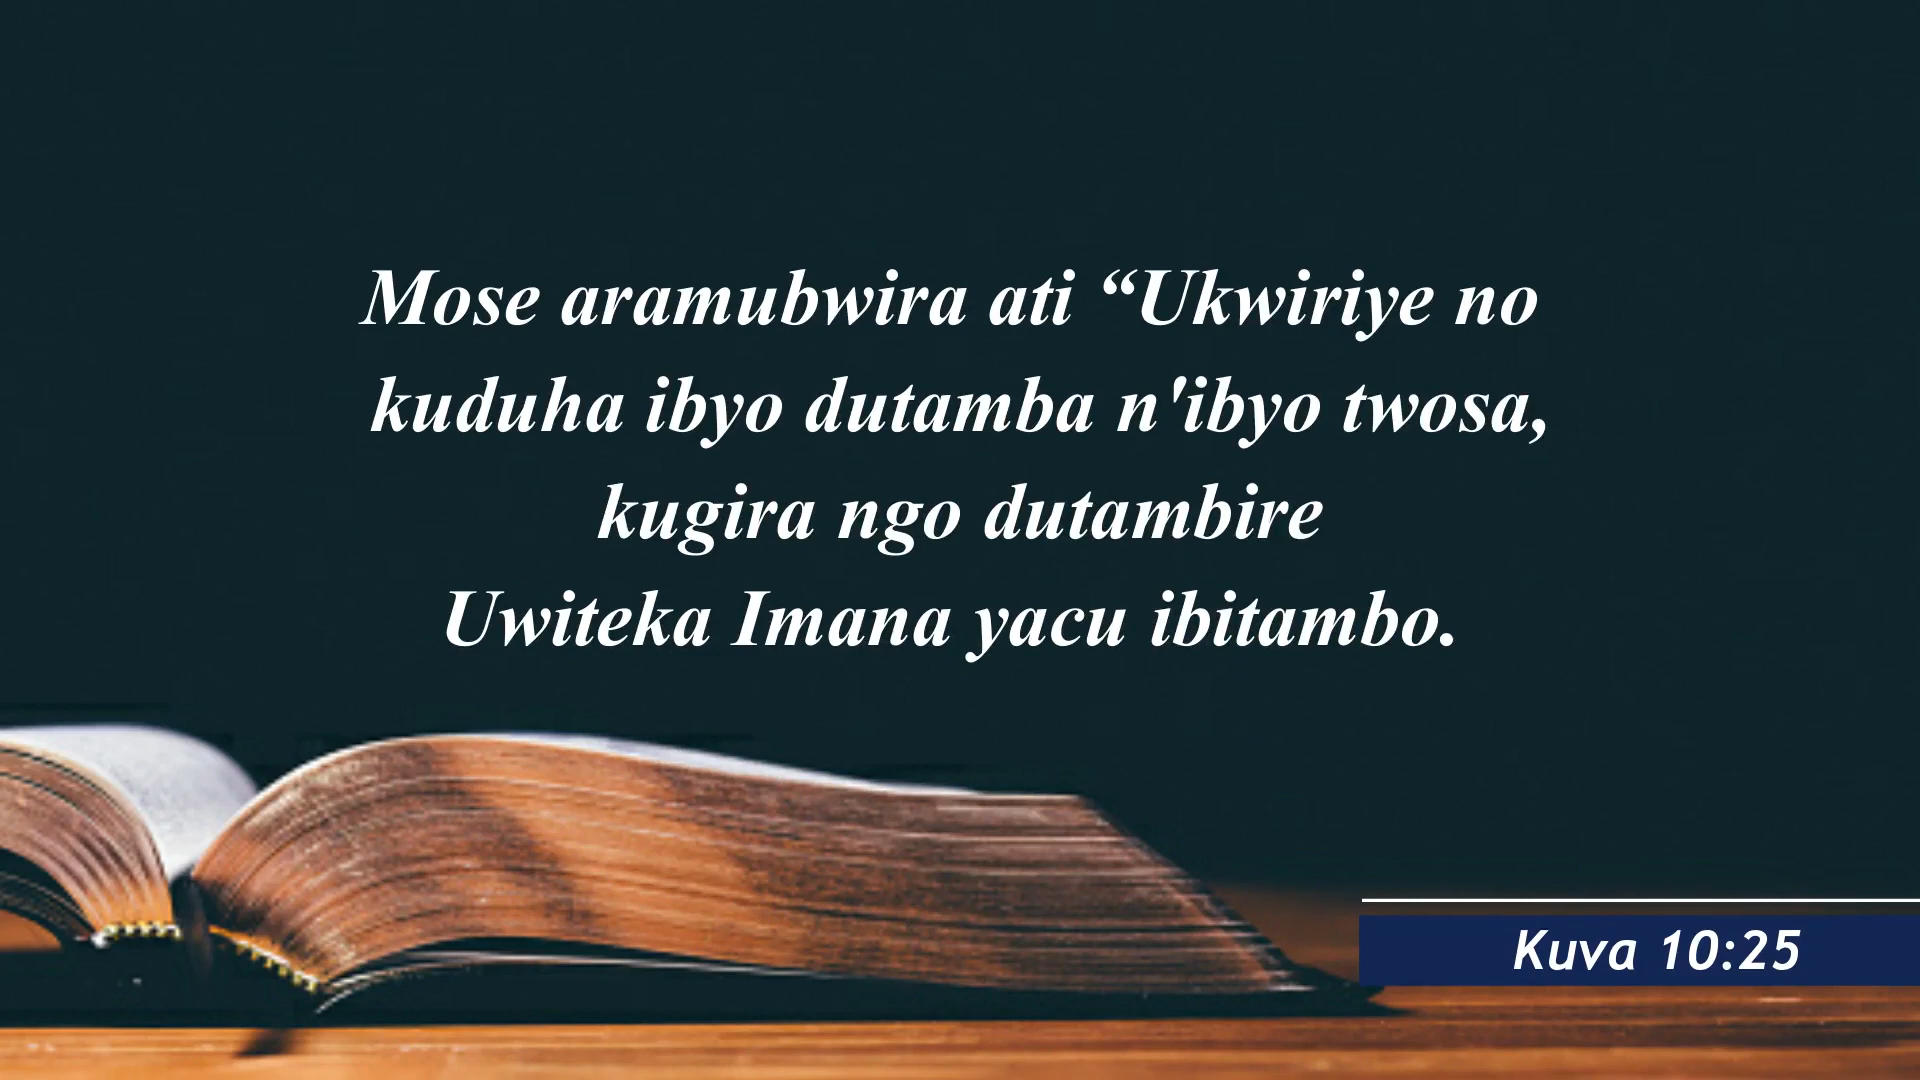 Mose aramubwira ati “Ukwiriye no
kuduha ibyo dutamba n'ibyo twosa,
kugira ngo dutambire
Uwiteka Imana yacu ibitambo.
Kuva 10:25